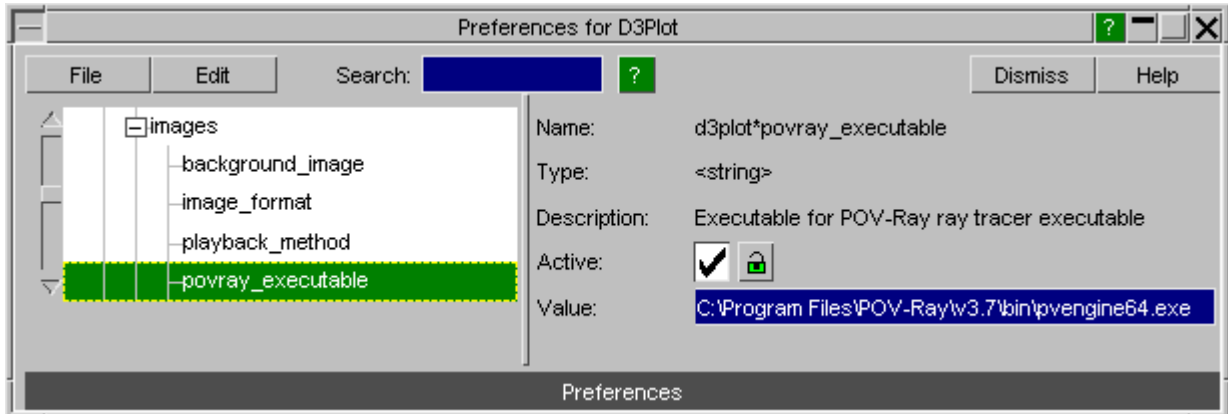 Preferences for D3Plot
?
File
Edit
Search:
?
Dismiss
Help
images
background_image
image_format
playback_method
povray_executable
Name: d3plot*povray_executable
Type: <string>
Description: Executable for POV-Ray ray tracer executable
Active:
Value: C:\Program Files\POV-Ray\v3.7\bin\pvengine64.exe
Preferences